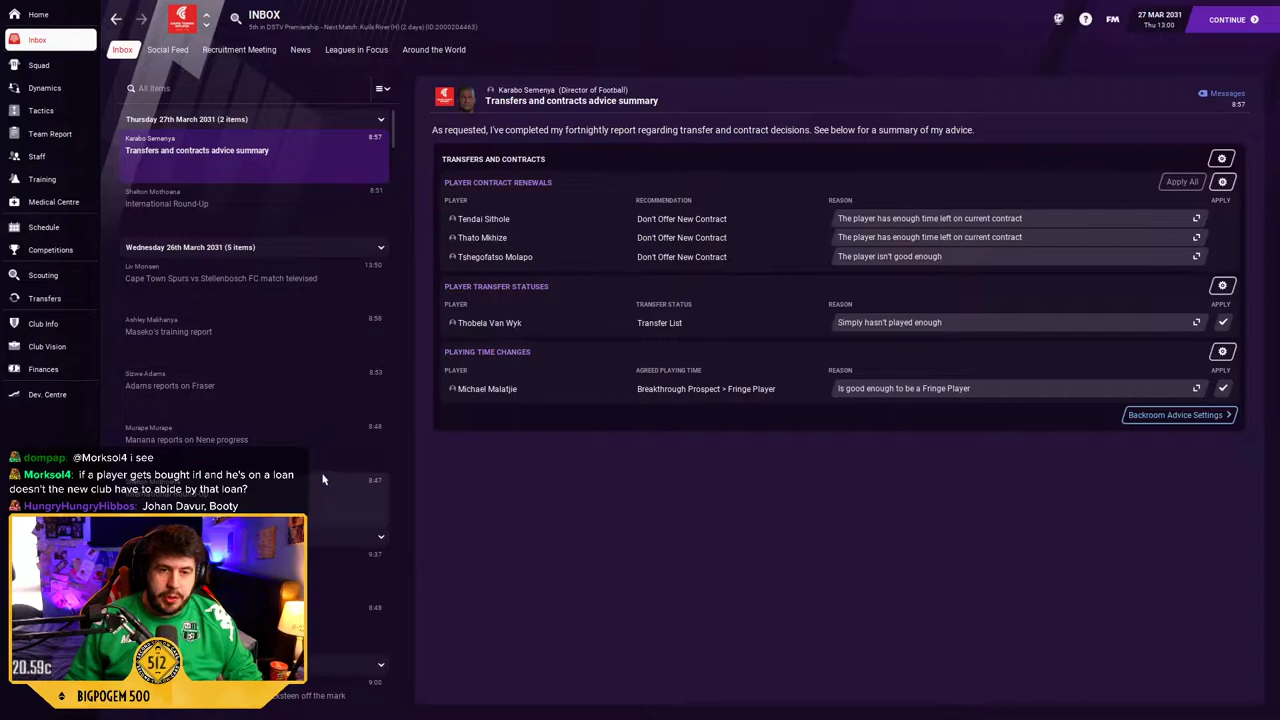 Home
INBOX
5th in DSTV Premiership - Next Match: Kuils River(H) (2 days) (ID:2000204463)
27 MAR 2031
Thu 13:00
FM
CONTINUE
Inbox
Inbox
Social Feed
Recruitment Meeting
News
Leagues in Focus
Around the World
Squad
Dynamics
Tactics
Team Report
Staff
Training
Medical Centre
Schedule
Competitions
Scouting
Transfers
Club Info
Club Vision
Finances
Dev. Centre
All items
Thursday 27th March 2031 (2 items)
Karabo Semenya
8:57
Transfers and contracts advice summary
Shelton Mothoana
8:51
International Round-Up
Wednesday 26th March 2031 (5 items)
Liv Monsen
13:50
Cape Town Spurs vs Stellenbosch FC match televised
Ashley Makhanya
8:58
Maseko's training report
Sizwe Adams
8:53
Adams reports on Fraser
Murape Murape
8:48
Manana reports on Nene progress
8:47
9:37
8:48
9:00
off the mark
Karabo Semenya (Director of Football)
Transfers and contracts advice summary
Messages
8:57
As requested, I've completed my fortnightly report regarding transfer and contract decisions. See below for a summary of my advice.
TRANSFERS AND CONTRACTS
PLAYER CONTRACT RENEWALS
Apply All
PLAYER
RECOMMENDATION
REASON
APPLY
Tendai Sithole
Don't Offer New Contract
The player has enough time left on current contract
Thato Mkhize
Don't Offer New Contract
The player has enough time left on current contract
Tshegofatso Molapo
Don't Offer New Contract
The player isn't good enough
PLAYER TRANSFER STATUSES
PLAYER
TRANSFER STATUS
REASON
APPLY
Thobela Van Wyk
Transfer List
Simply hasn't played enough
PLAYING TIME CHANGES
PLAYER
AGREED PLAYING TIME
REASON
APPLY
Michael Malatjie
Breakthrough Prospect > Fringe Player
Is good enough to be a Fringe Player
Backroom Advice Settings
dompap: @Morksol4 i see
Morksol4: if a player gets bought irl and he's on a loan
doesn't the new club have to abide by that loan?
HungryHungryHibbos: Johan Davur, Booty
20.59c
512
BIGPOGEM 500